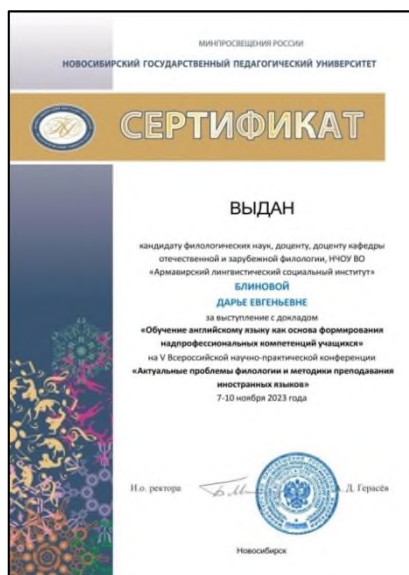 МИНПРОСВЕЩЕНИЯ РОССИИ
НОВОСИБИРСКИЙ ГОСУДАРСТВЕННЫЙ ПЕДАГОГИЧЕСКИЙ УНИВЕРСИТЕТ
СЕРТИФИКАТ
ВЫДАН
кандидату филологических наук, доценту, доценту кафедры
отечественной и зарубежной филологии, НЧОУ ВО
«Армавирский лингвистический социальный институт»
БЛИНОВОЙ
ДАРЬЕ ЕВГЕНЬЕВНЕ
за выступление с докладом
«Обучение английскому языку как основа формирования
надпрофессиональных компетенций учащихся»
на V Всероссийской научно-практической конференции
«Актуальные проблемы филологии и методики преподавания
иностранных языков»
7-10 ноября 2023 года
И.о. ректора А. Д. Герасёв
Новосибирск